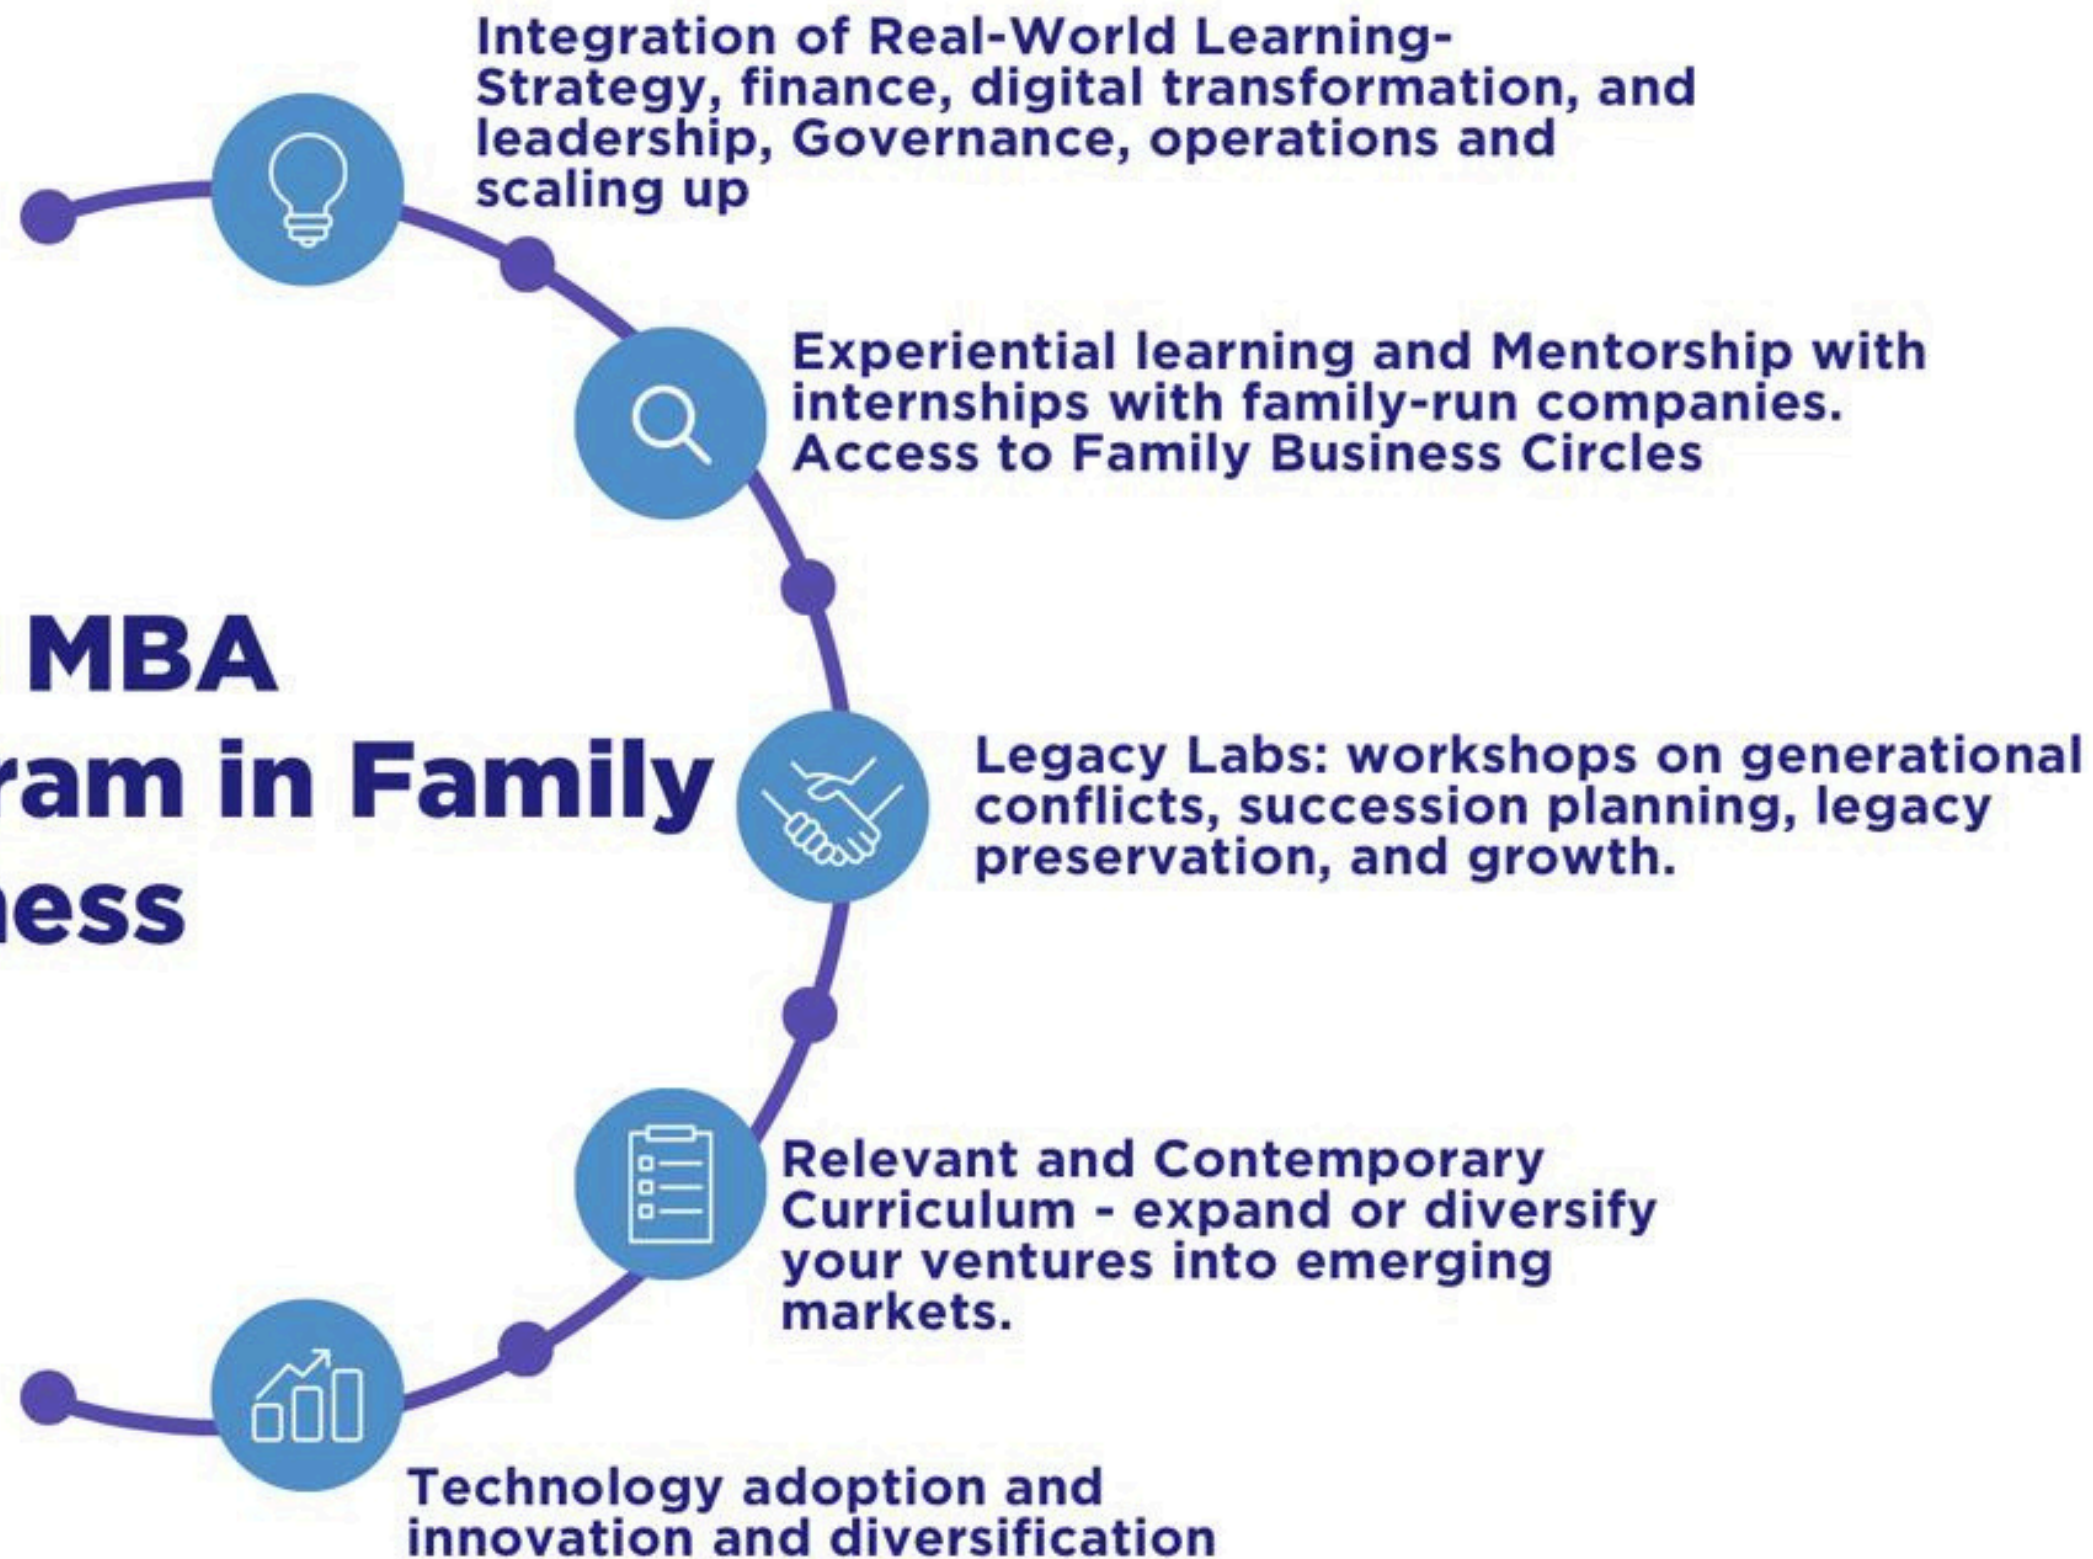 Integration of Real-World Learning-
Strategy, finance, digital transformation, and
leadership, Governance, operations and
scaling up
Experiential learning and Mentorship with
internships with family-run companies.
Access to Family Business Circles
MBA
ram in Family
ness
Legacy Labs: workshops on generational
conflicts, succession planning, legacy
preservation, and growth.
Relevant and Contemporary
Curriculum - expand or diversify
your ventures into emerging
markets.
Technology adoption and
innovation and diversification